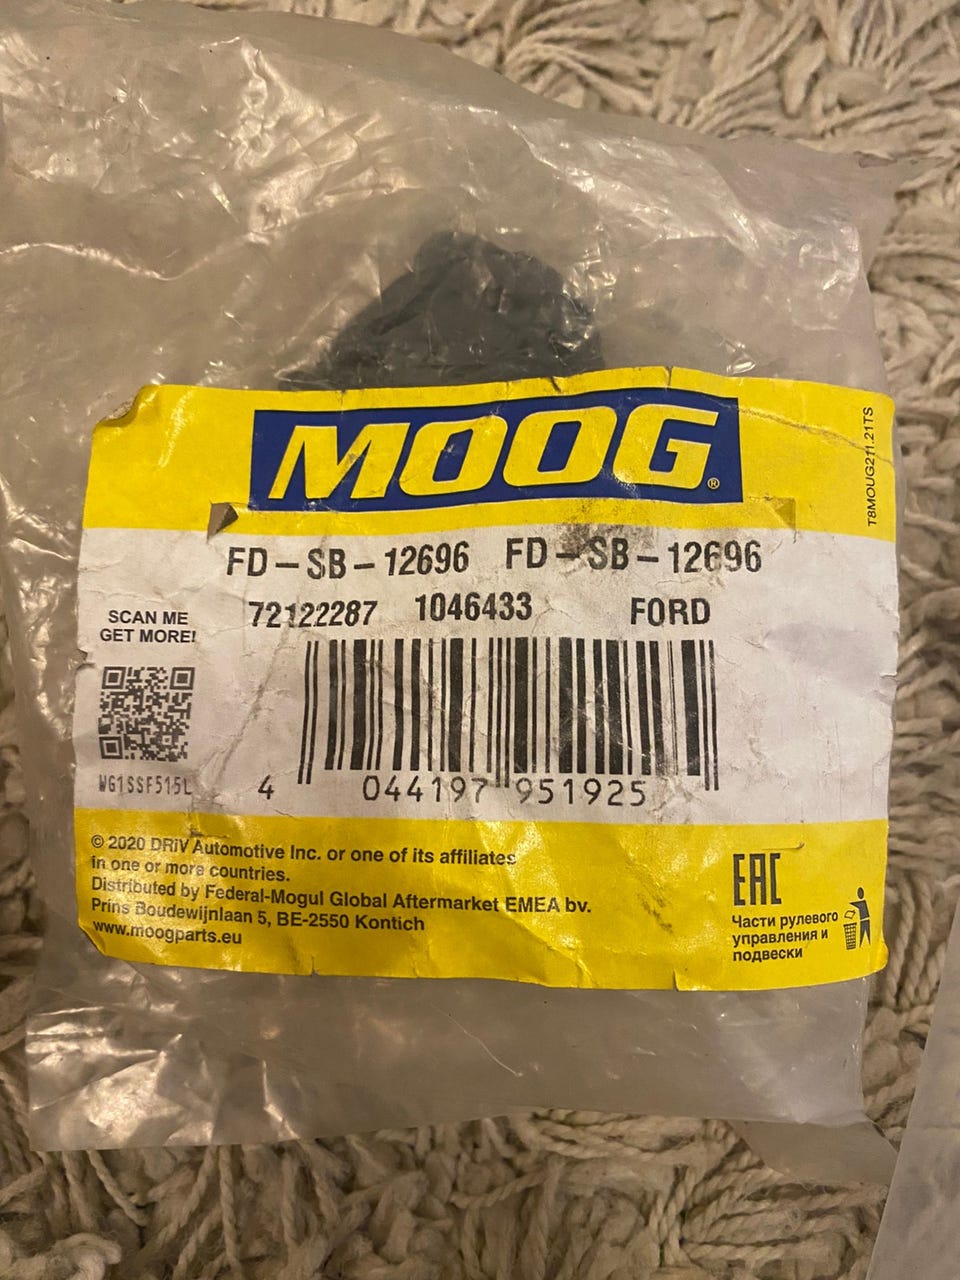 MOOG®
T8MOUG211.21TS
FD-SB-12696 FD-SB-12696
72122287 1046433 FORD
SCAN ME
GET MORE!
WG1SSF515L
4 044197 951925
© 2020 DRiV Automotive Inc. or one of its affiliates
in one or more countries.
Distributed by Federal-Mogul Global Aftermarket EMEA bv.
Prins Boudewijnlaan 5, BE-2550 Kontich
www.moogparts.eu
EAC
Части рулевого
управления и
подвески